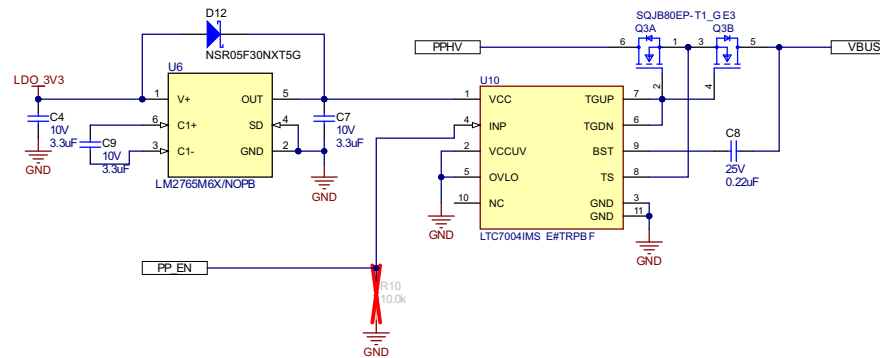 D12
NSR05F30NXT5G
SQJB80EP-T1_GE3
Q3A
Q3B
PPHV
6
1
3
5
VBUS
2
4
LDO_3V3
U6
1
V+
OUT
5
6
C1+
SD
4
3
C1-
GND
2
LM2765M6X/NOPB
C4
10V
3.3uF
GND
C9
10V
3.3uF
C7
10V
3.3uF
GND
U10
1
VCC
TGUP
7
4
INP
TGDN
6
2
VCCUV
BST
9
5
OVLO
TS
8
10
NC
GND
3
GND
11
LTC7004IMS E#TRPBF
C8
25V
0.22uF
GND
GND
PP_EN
R10
10.0k
GND